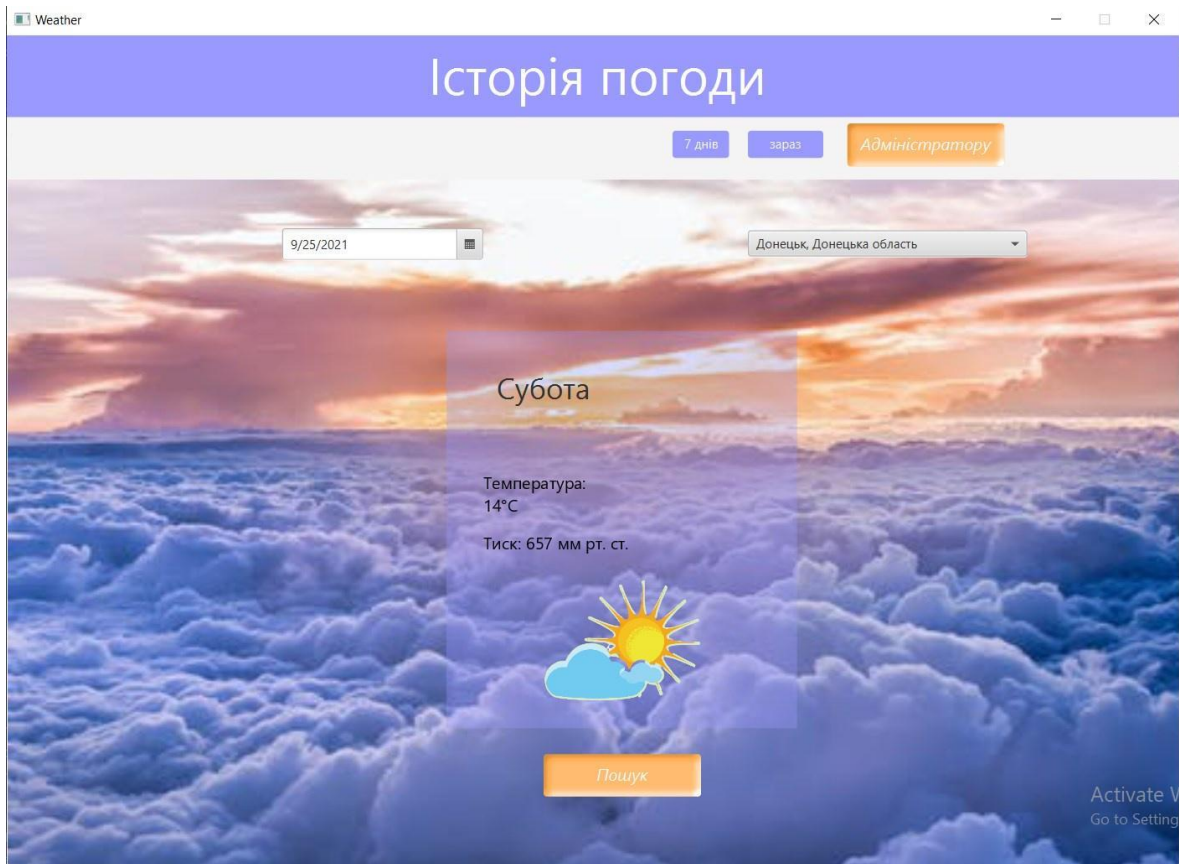 Weather
Історія погоди
7 днів
зараз
Адміністратору
9/25/2021
Донецьк, Донецька область
Субота
Температура:
14°C
Тиск: 657 мм рт. ст.
Пошук
Activate
Go to Setting